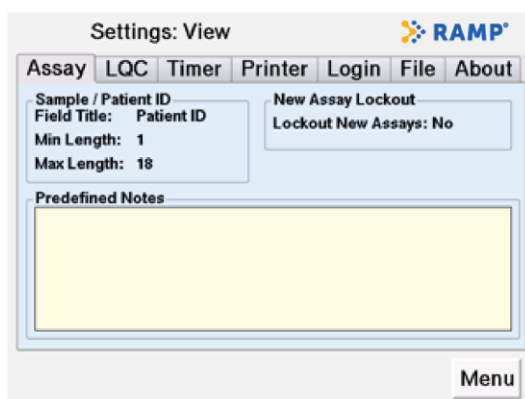 Settings: View
RAMP®
Assay LQC Timer Printer Login File About
Sample / Patient ID
Field Title: Patient ID
Min Length: 1
Max Length: 18
New Assay Lockout
Lockout New Assays: No
Predefined Notes
Menu